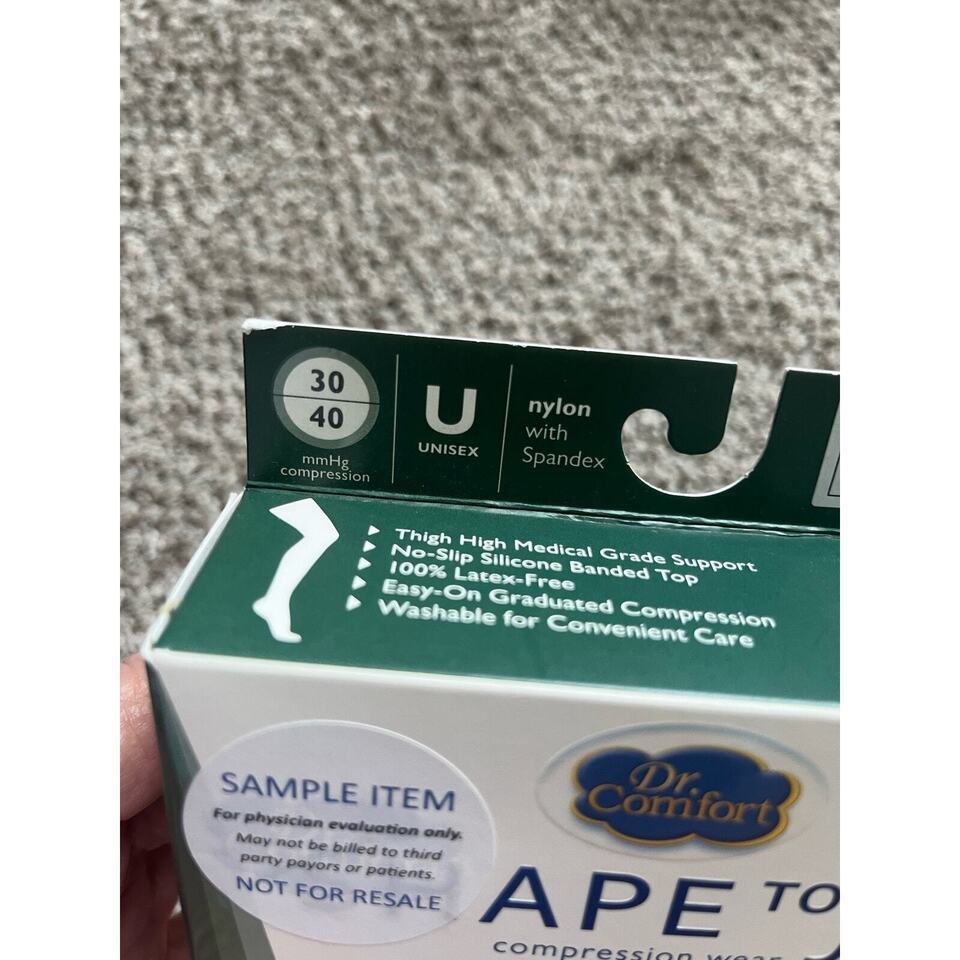 30
40
mmHg
compression
U
UNISEX
nylon
with
Spandex
Thigh High Medical Grade Support
No-Slip Silicone Banded Top
100% Latex-Free
Easy-On Graduated Compression
Washable for Convenient Care
SAMPLE ITEM
For physician evaluation only.
May not be billed to third
party payors or patients.
NOT FOR RESALE
Dr.
Comfort
APE TO
compression wear